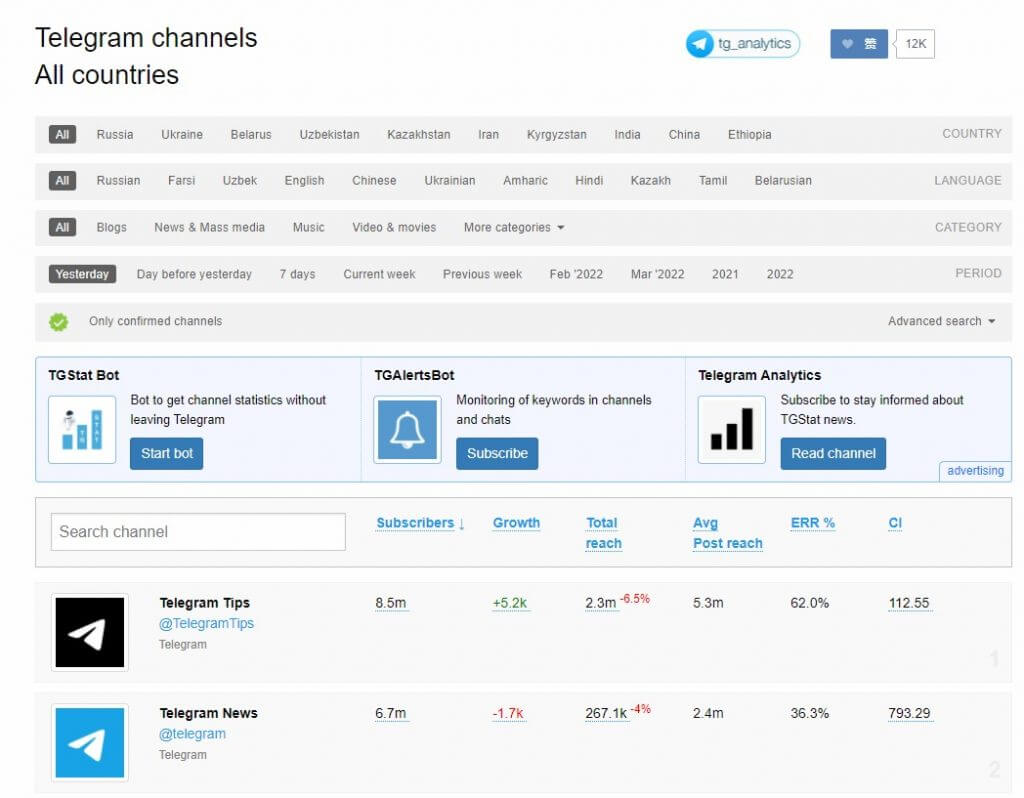 Telegram channels
All countries
tg_analytics
赞
12K
All Russia Ukraine Belarus Uzbekistan Kazakhstan Iran Kyrgyzstan India China Ethiopia COUNTRY
All Russian Farsi Uzbek English Chinese Ukrainian Amharic Hindi Kazakh Tamil Belarusian LANGUAGE
All Blogs News & Mass media Music Video & movies More categories CATEGORY
Yesterday Day before yesterday 7 days Current week Previous week Feb '2022 Mar '2022 2021 2022 PERIOD
Only confirmed channels Advanced search
TGStat Bot
Bot to get channel statistics without
leaving Telegram
Start bot
TGAlertsBot
Monitoring of keywords in channels
and chats
Subscribe
Telegram Analytics
Subscribe to stay informed about
TGStat news.
Read channel
advertising
Search channel
Subscribers ↓
Growth
Total
reach
Avg
Post reach
ERR %
CI
Telegram Tips 8.5m +5.2k 2.3m -6.5% 5.3m 62.0% 112.55
@TelegramTips
Telegram
1
Telegram News 6.7m -1.7k 267.1k -4% 2.4m 36.3% 793.29
@telegram
Telegram
2